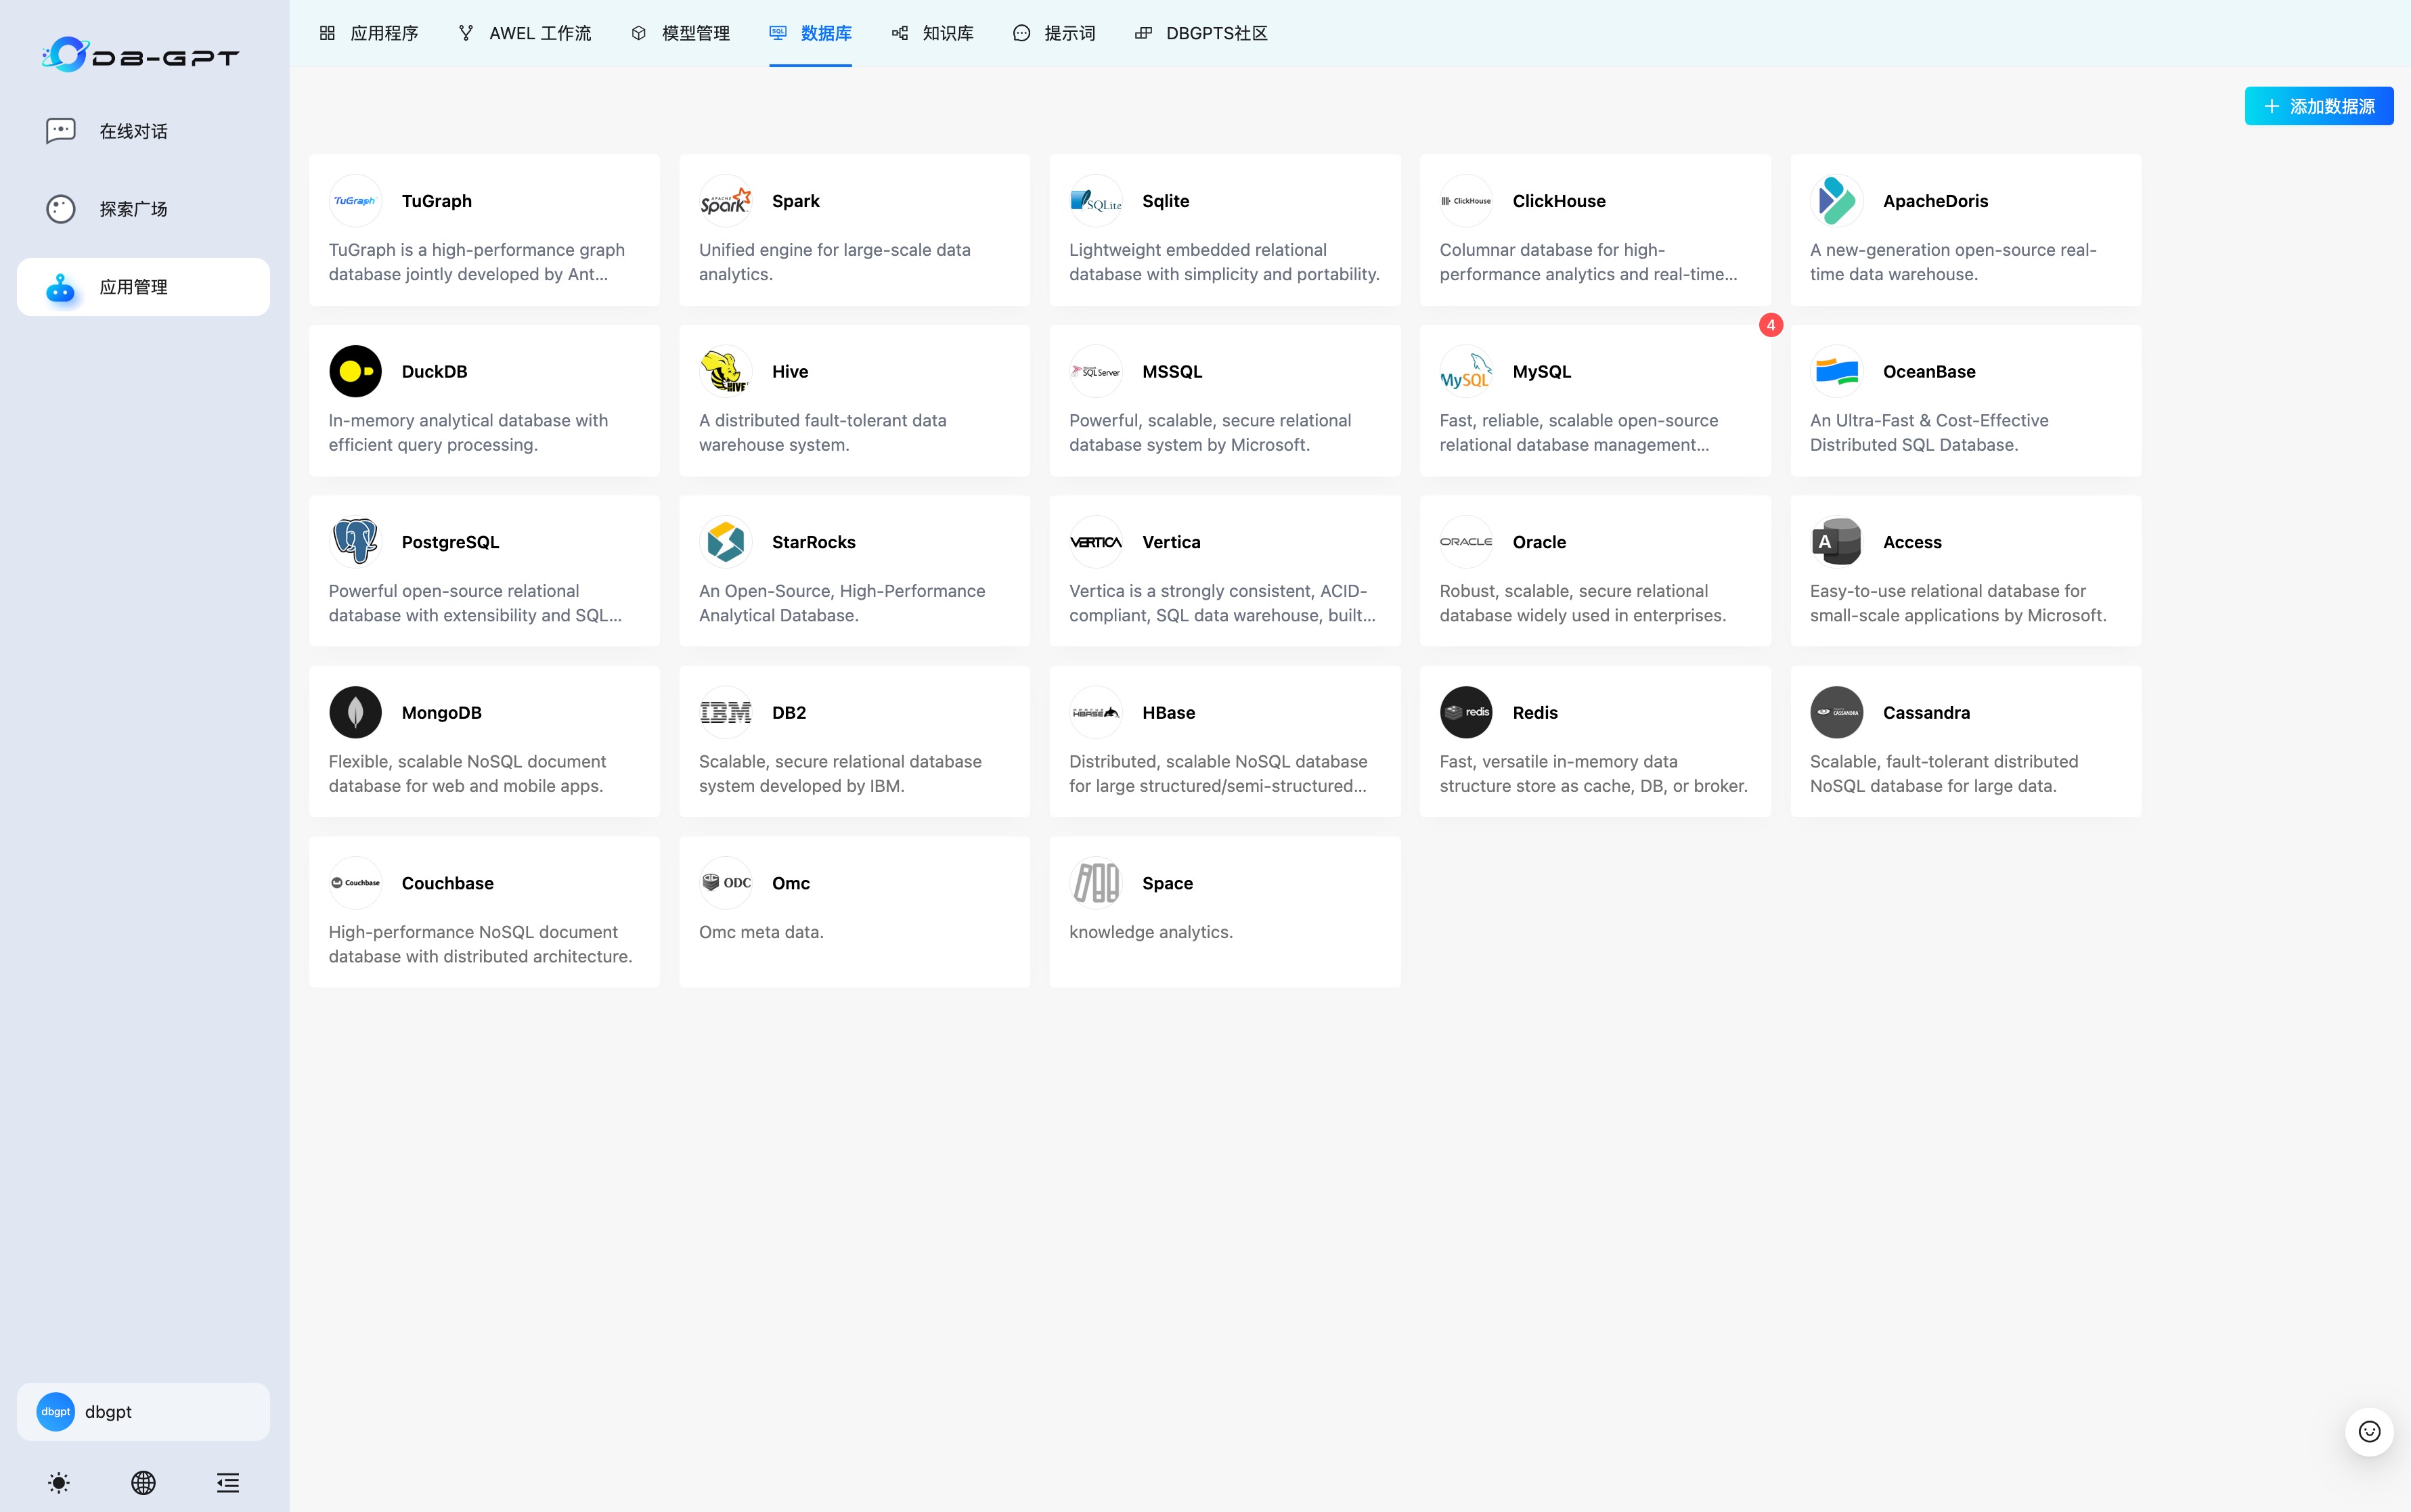 DB-GPT
在线对话
探索广场
应用管理
应用程序
AWEL 工作流
模型管理
SQL
数据库
知识库
提示词
DBGPTS社区
添加数据源
TuGraph
TuGraph
TuGraph is a high-performance graph
database jointly developed by Ant...
APACHE
Spark
Spark
Unified engine for large-scale data
analytics.
SQLite
Sqlite
Lightweight embedded relational
database with simplicity and portability.
ClickHouse
ClickHouse
Columnar database for high-
performance analytics and real-time...
ApacheDoris
A new-generation open-source real-
time data warehouse.
DuckDB
In-memory analytical database with
efficient query processing.
HIVE
Hive
A distributed fault-tolerant data
warehouse system.
SQL Server
MSSQL
Powerful, scalable, secure relational
database system by Microsoft.
4
MySQL
MySQL
Fast, reliable, scalable open-source
relational database management...
OceanBase
An Ultra-Fast & Cost-Effective
Distributed SQL Database.
PostgreSQL
Powerful open-source relational
database with extensibility and SQL...
StarRocks
An Open-Source, High-Performance
Analytical Database.
VERTICA
Vertica
Vertica is a strongly consistent, ACID-
compliant, SQL data warehouse, built...
ORACLE
Oracle
Robust, scalable, secure relational
database widely used in enterprises.
A
Access
Easy-to-use relational database for
small-scale applications by Microsoft.
MongoDB
Flexible, scalable NoSQL document
database for web and mobile apps.
IBM
DB2
Scalable, secure relational database
system developed by IBM.
HBASE
HBase
Distributed, scalable NoSQL database
for large structured/semi-structured...
redis
Redis
Fast, versatile in-memory data
structure store as cache, DB, or broker.
CASSANDRA
Cassandra
Scalable, fault-tolerant distributed
NoSQL database for large data.
Couchbase
Couchbase
High-performance NoSQL document
database with distributed architecture.
ODC
Omc
Omc meta data.
Space
knowledge analytics.
dbgpt
dbgpt